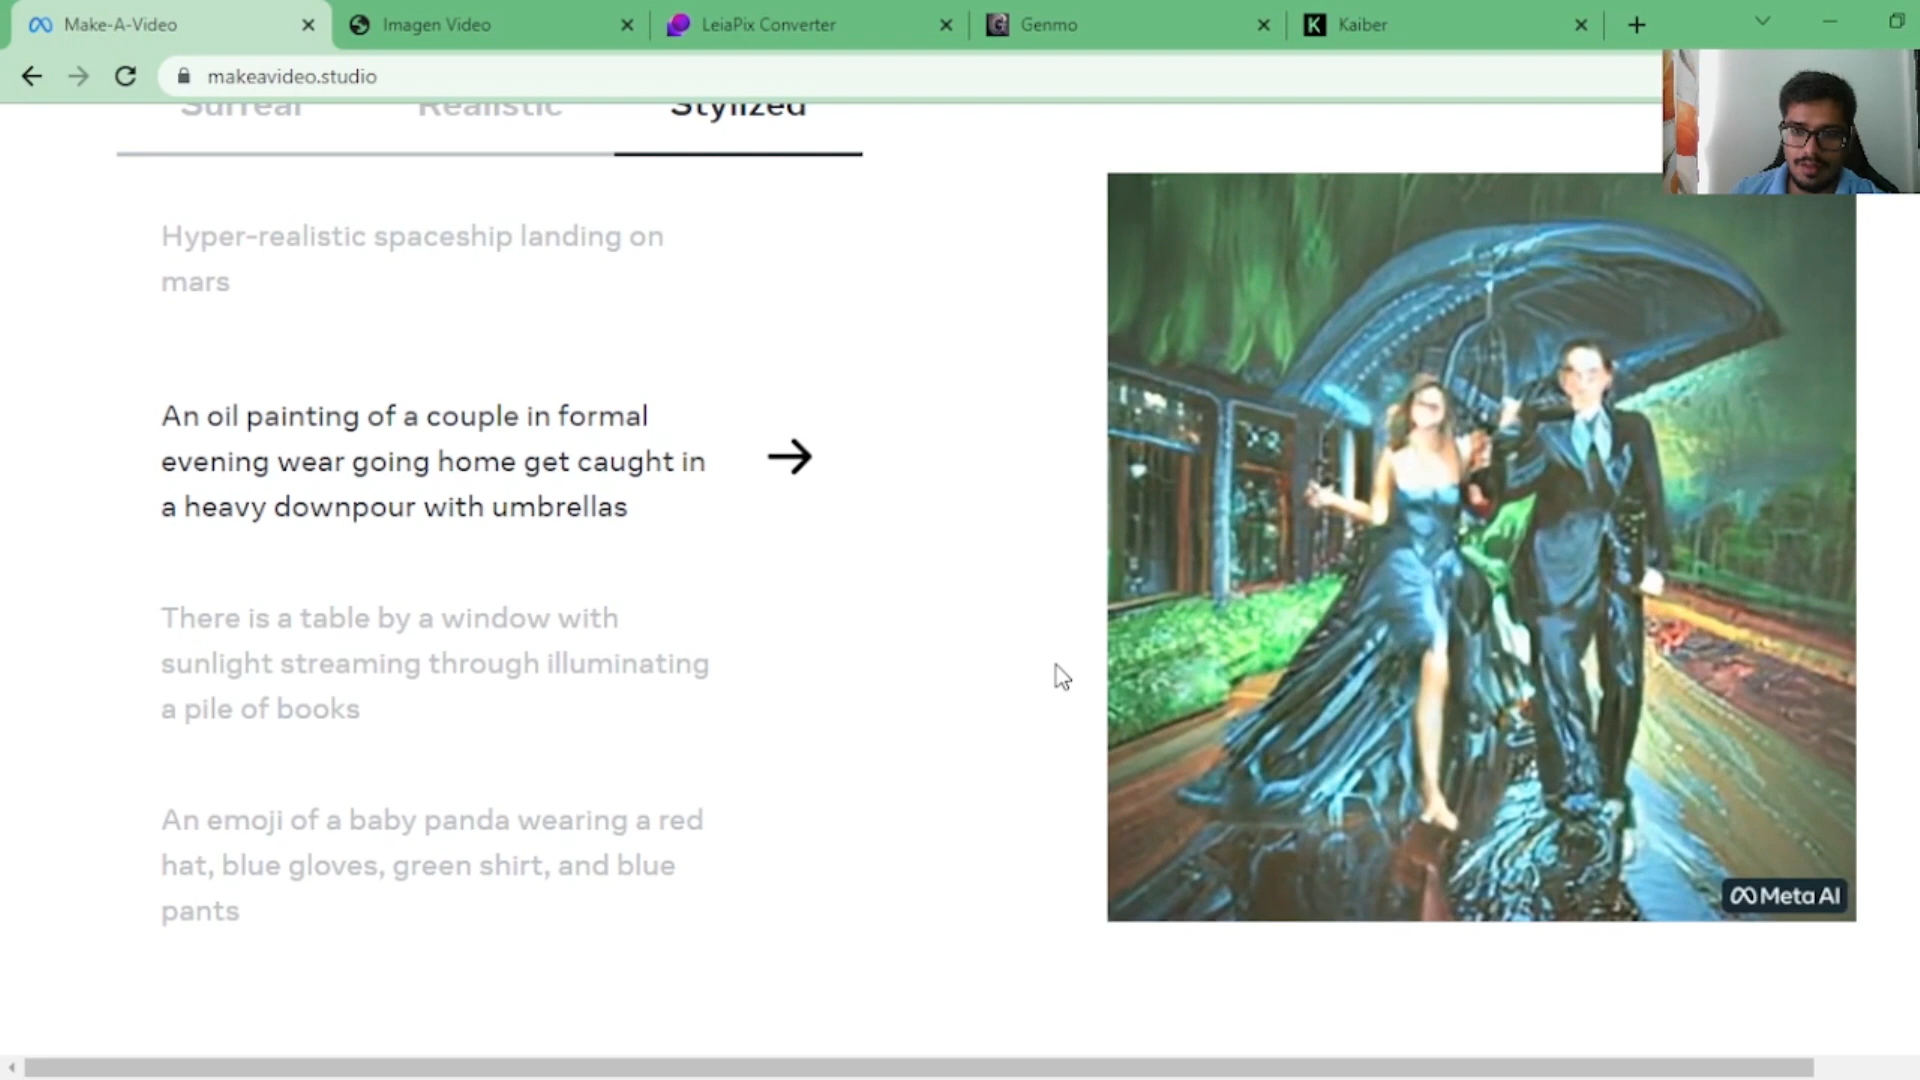 Make-A-Video
Imagen Video
LeiaPix Converter
Genmo
Kaiber
makeavideo.studio
Surreal
Realistic
Stylized
Hyper-realistic spaceship landing on
mars
An oil painting of a couple in formal
evening wear going home get caught in
a heavy downpour with umbrellas
There is a table by a window with
sunlight streaming through illuminating
a pile of books
An emoji of a baby panda wearing a red
hat, blue gloves, green shirt, and blue
pants
Meta AI